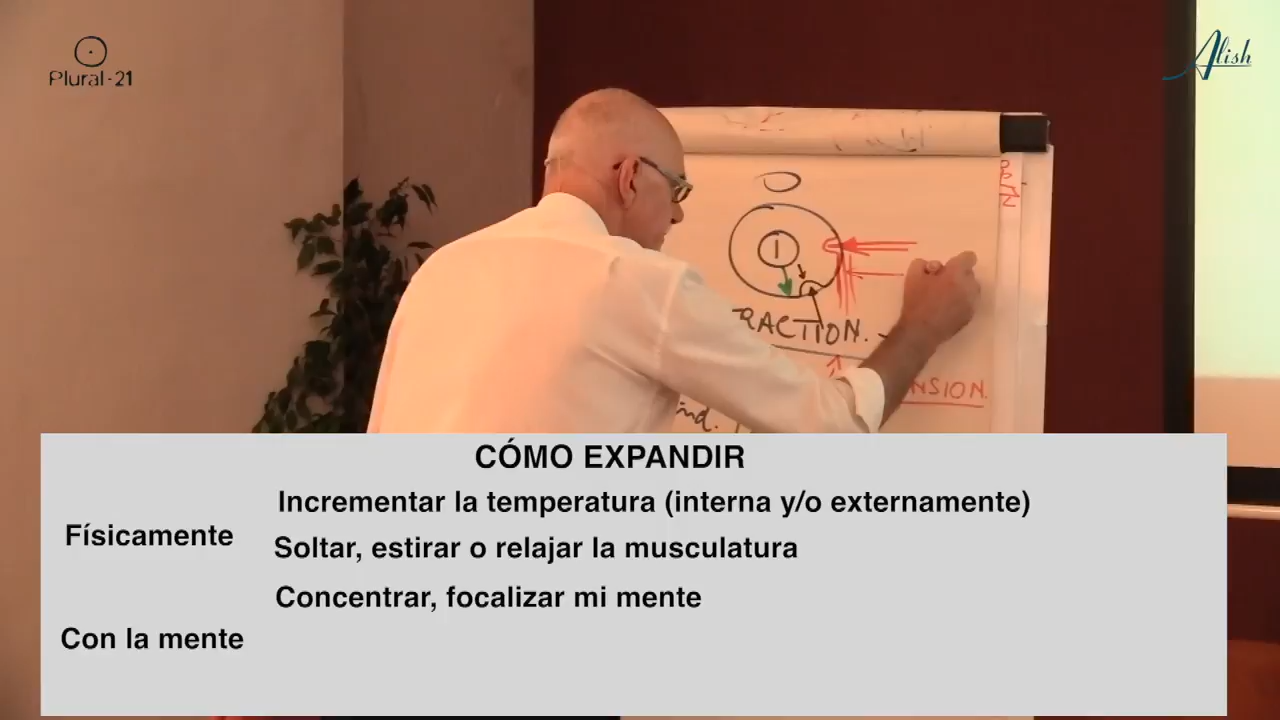 Plural-21
Alish
RACTION.
NSION.
CÓMO EXPANDIR
Incrementar la temperatura (interna y/o externamente)
Físicamente
Soltar, estirar o relajar la musculatura
Concentrar, focalizar mi mente
Con la mente